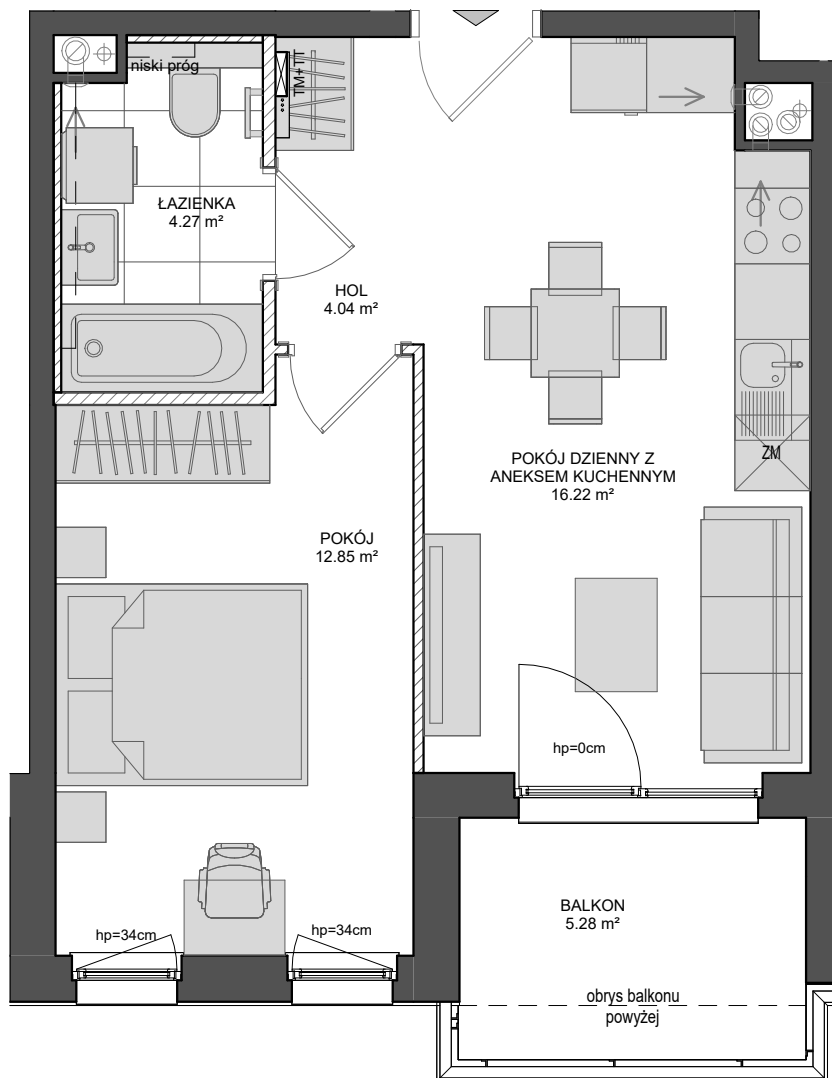 niski próg
TM+TT
ŁAZIENKA
4.27 m²
HOL
4.04 m²
POKÓJ DZIENNY Z
ANEKSEM KUCHENNYM
16.22 m²
ZM
POKÓJ
12.85 m²
hp=0cm
BALKON
5.28 m²
hp=34cm
hp=34cm
obrys balkonu
powyżej